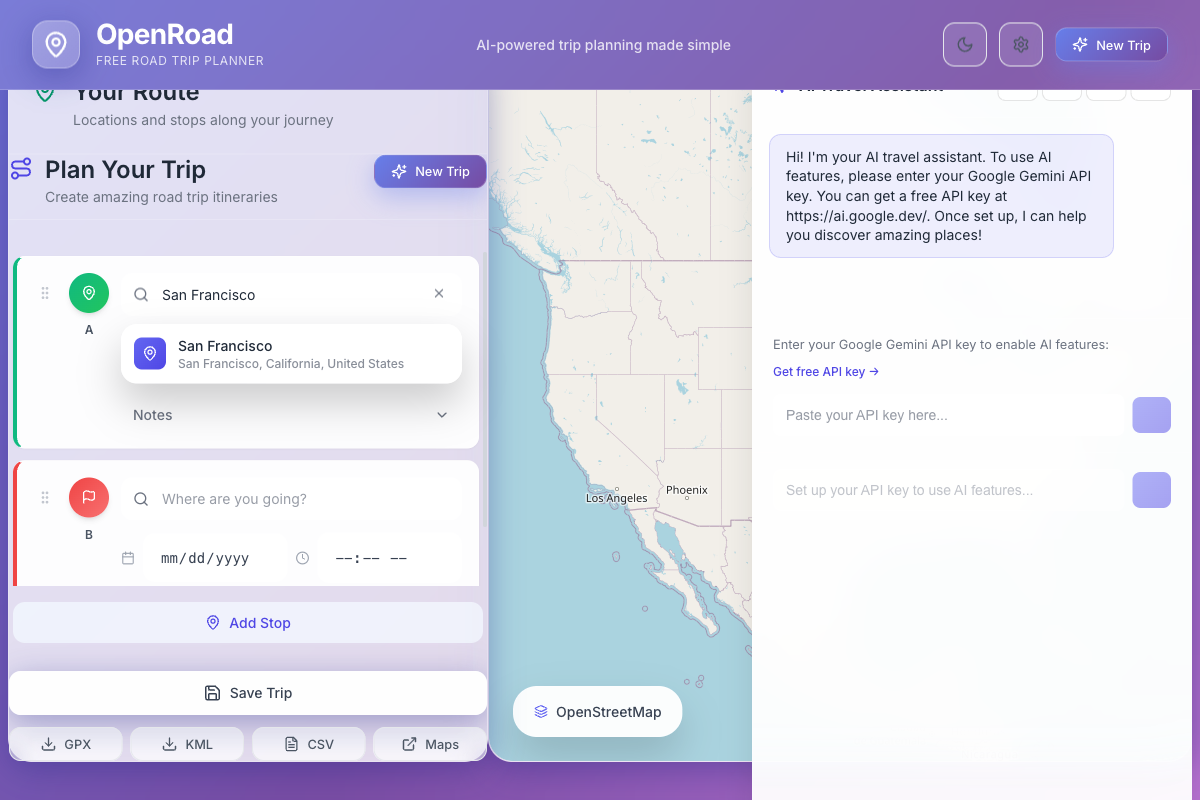 OpenRoad
FREE ROAD TRIP PLANNER
AI-powered trip planning made simple
New Trip
Your Route
Locations and stops along your journey
Plan Your Trip
Create amazing road trip itineraries
New Trip
A
San Francisco
San Francisco
San Francisco, California, United States
Notes
B
Where are you going?
mm/dd/yyyy
--:-- --
Add Stop
Save Trip
GPX
KML
CSV
Maps
Los Angeles
Phoenix
OpenStreetMap
AI Travel Assistant
Hi! I'm your AI travel assistant. To use AI
features, please enter your Google Gemini API
key. You can get a free API key at
https://ai.google.dev/. Once set up, I can help
you discover amazing places!
Enter your Google Gemini API key to enable AI features:
Get free API key →
Paste your API key here...
Set up your API key to use AI features...